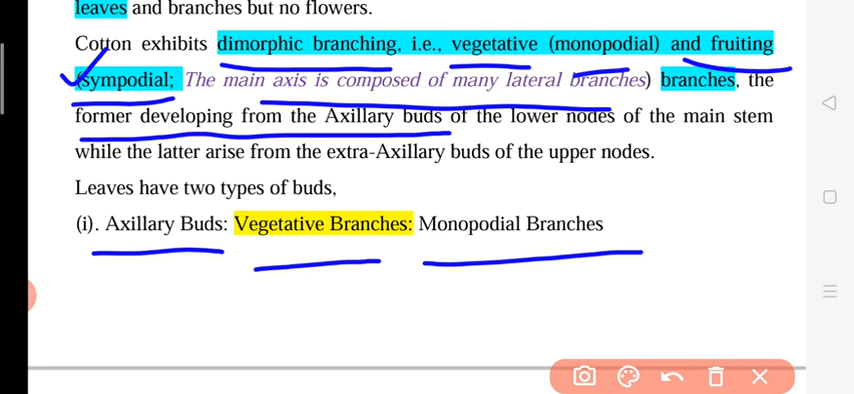 leaves and branches but no flowers.
Cotton exhibits dimorphic branching, i.e., vegetative (monopodial) and fruiting
(sympodial; The main axis is composed of many lateral branches) branches, the
former developing from the Axillary buds of the lower nodes of the main stem
while the latter arise from the extra-Axillary buds of the upper nodes.
Leaves have two types of buds,
(i). Axillary Buds: Vegetative Branches: Monopodial Branches